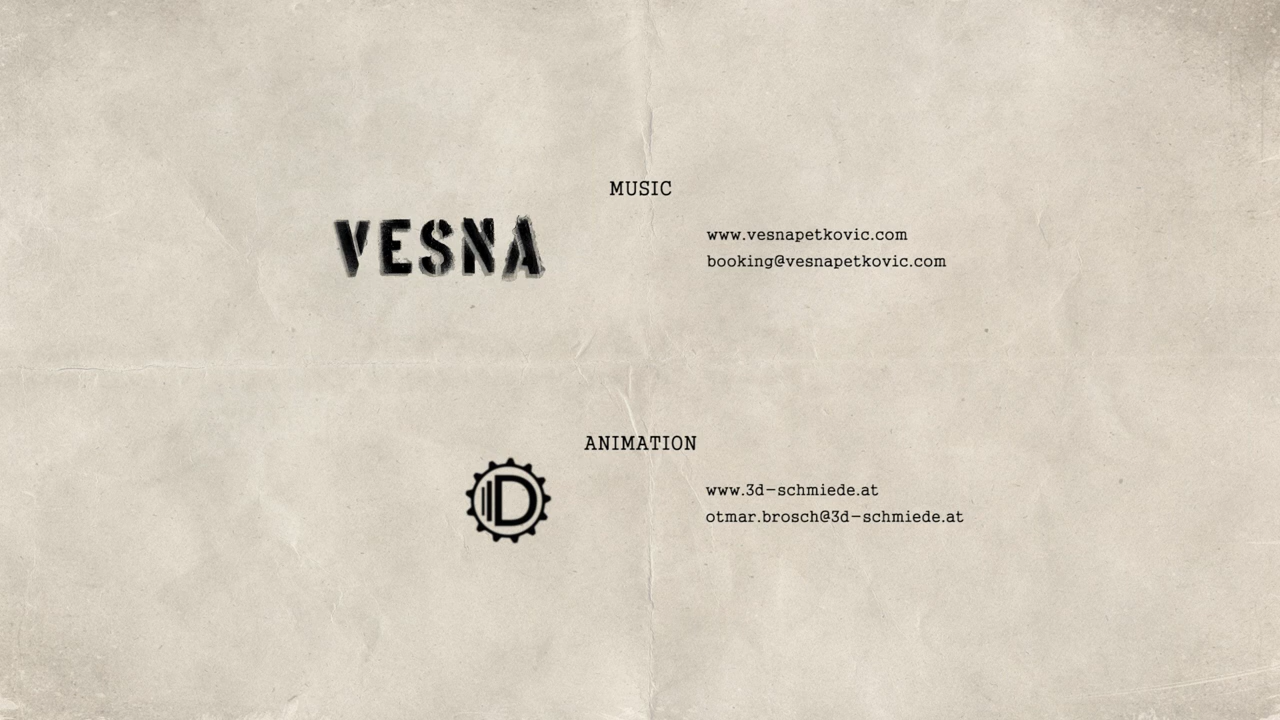 MUSIC
VESNA
www.vesnapetkovic.com
booking@vesnapetkovic.com
ANIMATION
D
www.3d-schmiede.at
otmar.brosch@3d-schmiede.at